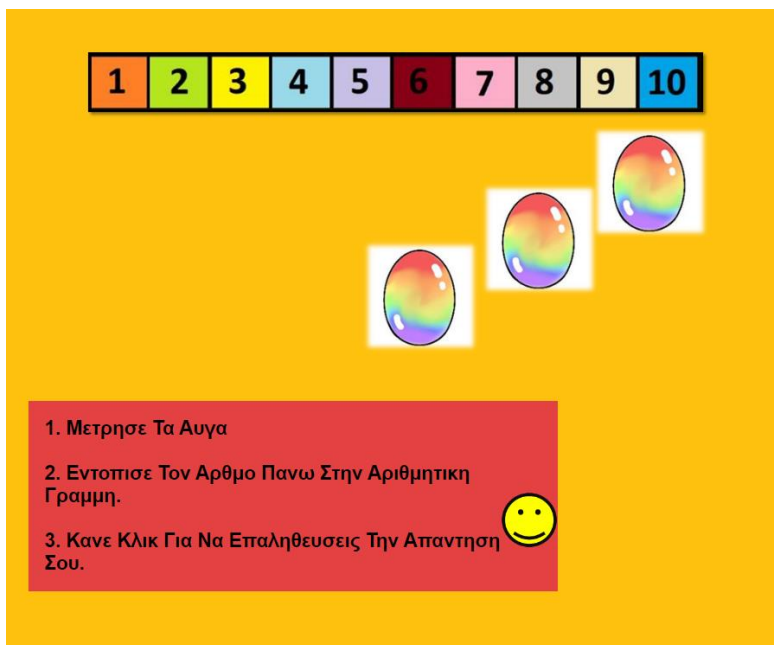 1 2 3 4 5 6 7 8 9 10
1. Μετρησε Τα Αυγα
2. Εντοπισε Τον Αρθμο Πανω Στην Αριθμητικη
Γραμμη.
3. Κανε Κλικ Για Να Επαληθευσεις Την Απαντηση
Σου.